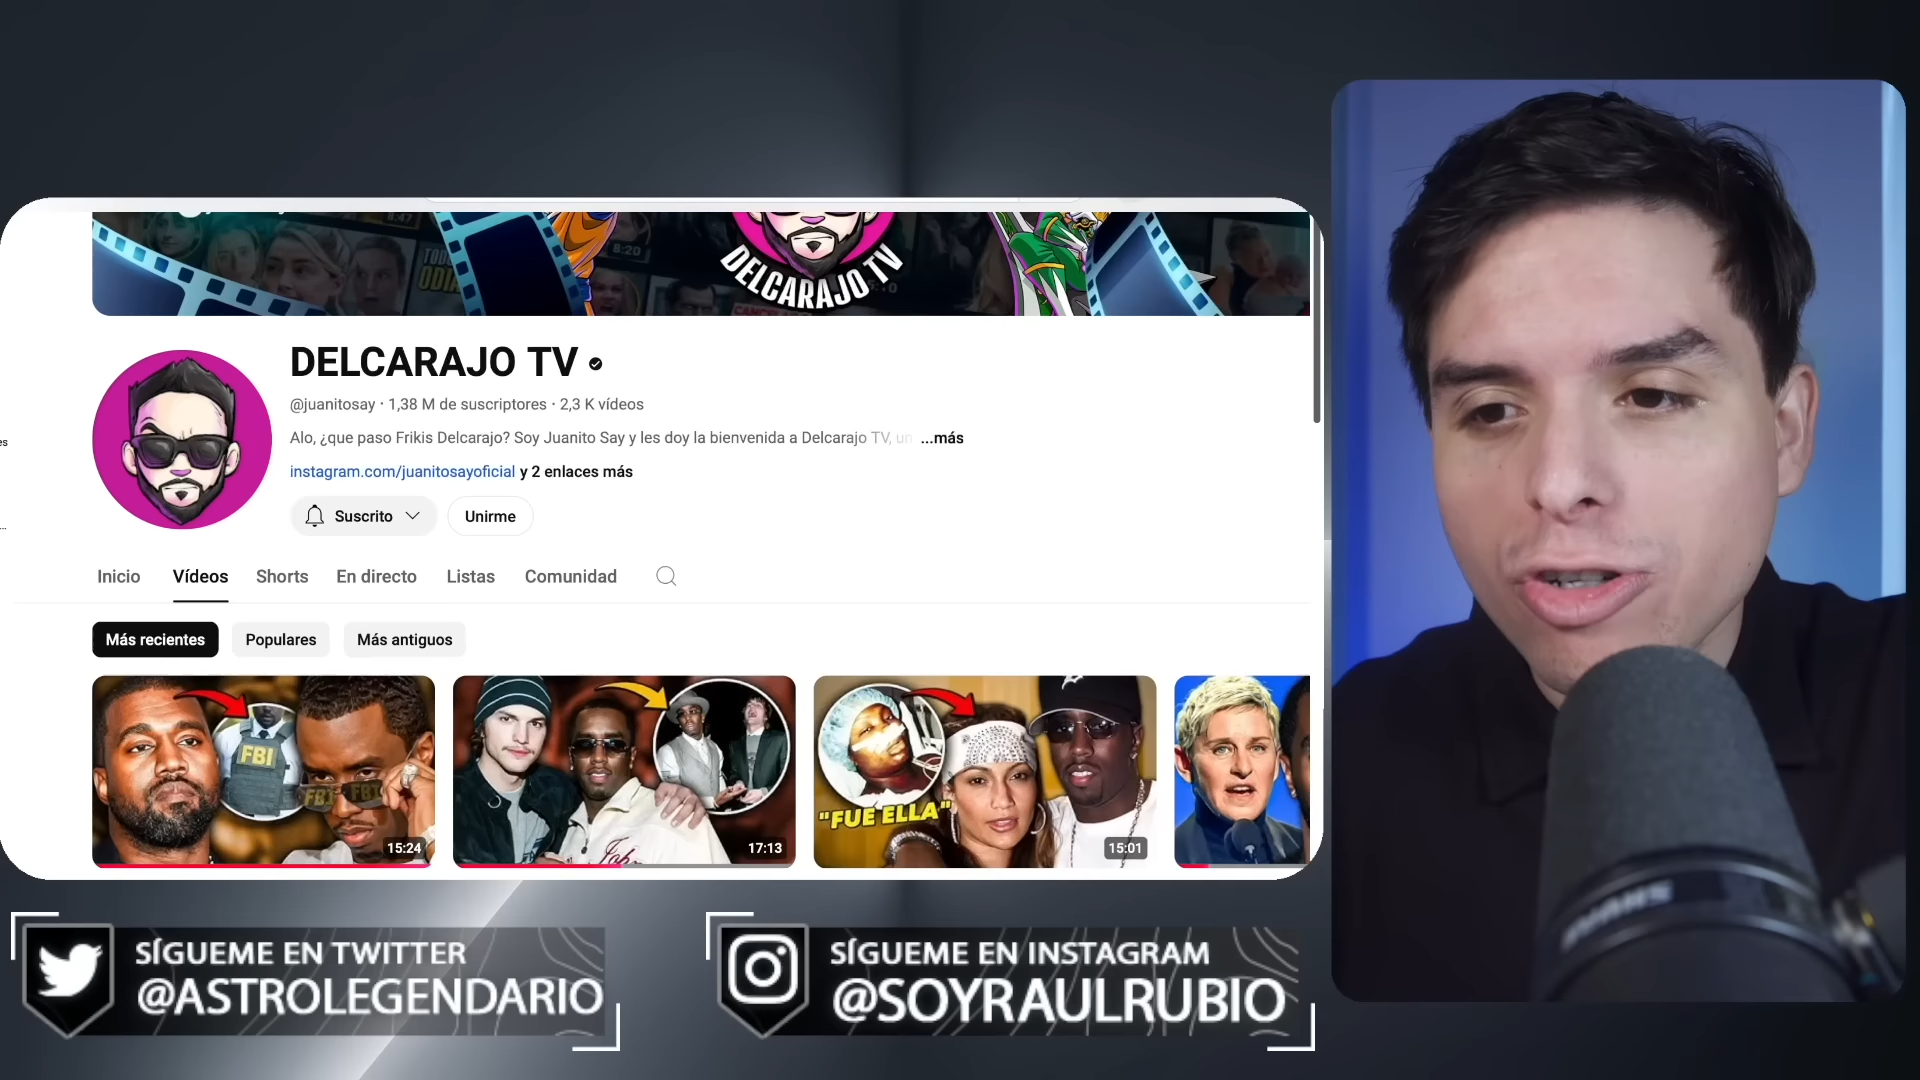 DELCARAJO TV
DELCARAJO TV
@juanitosay · 1,38 M de suscriptores · 2,3 K vídeos
Alo, ¿que paso Frikis Delcarajo? Soy Juanito Say y les doy la bienvenida a Delcarajo TV, un ...más
instagram.com/juanitosayoficial y 2 enlaces más
Suscrito
Unirme
Inicio
Vídeos
Shorts
En directo
Listas
Comunidad
Más recientes
Populares
Más antiguos
FBI
FBI
FBI
15:24
17:13
"FUE ELLA"
15:01
SÍGUEME EN TWITTER
@ASTROLEGENDARIO
SÍGUEME EN INSTAGRAM
@SOYRAULRUBIO